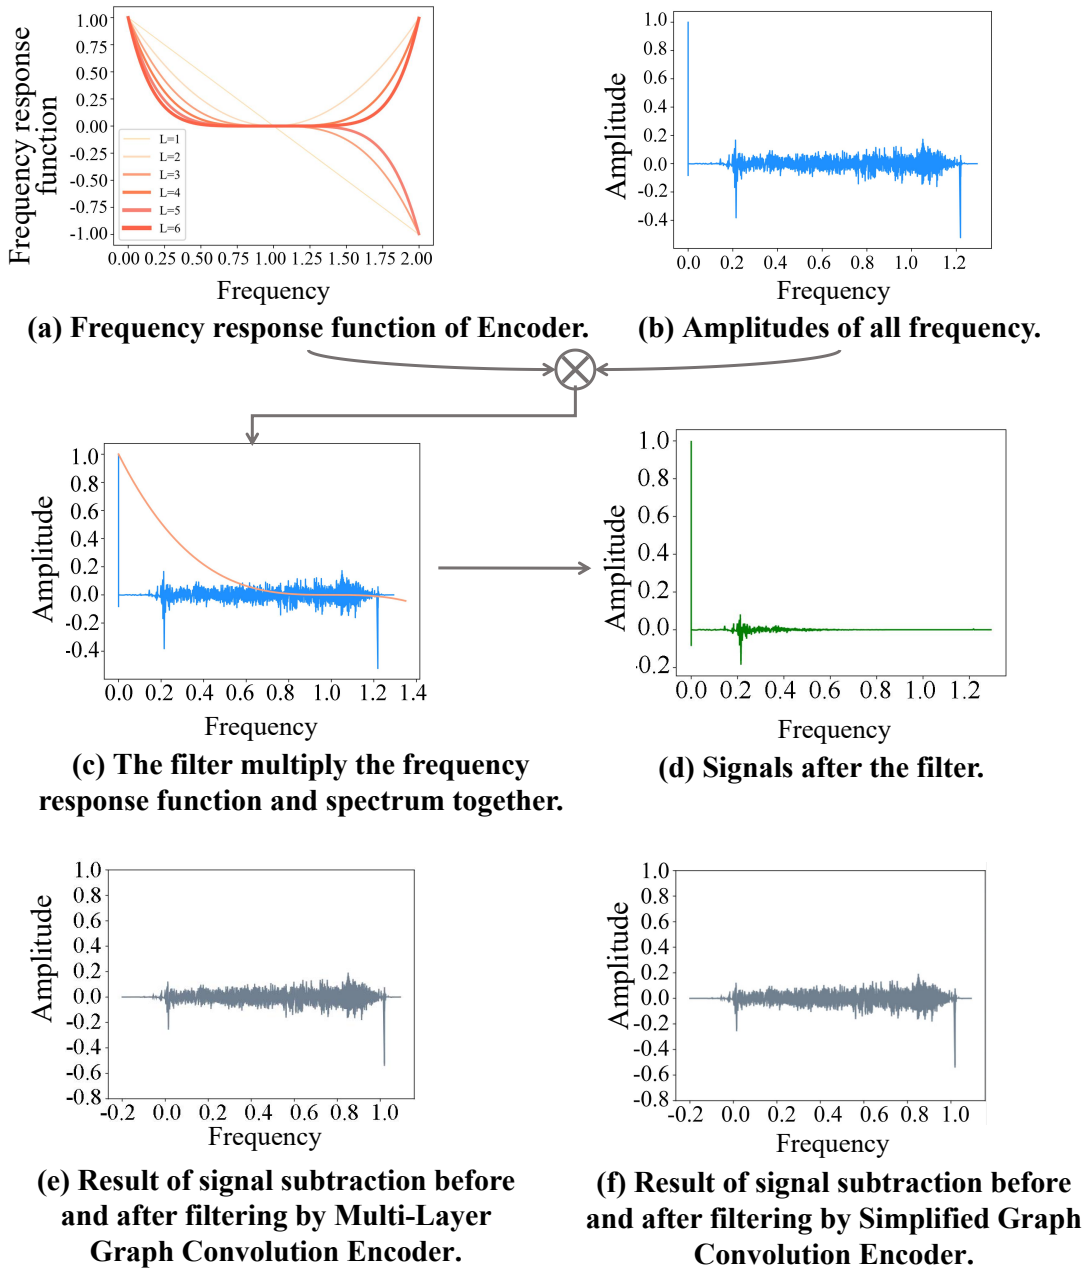 Frequency response
function
1.00
0.75
0.50
0.25
0.00
-0.25
-0.50
-0.75
-1.00
L=1
L=2
L=3
L=4
L=5
L=6
0.00 0.25 0.50 0.75 1.00 1.25 1.50 1.75 2.00
Frequency
(a) Frequency response function of Encoder.
Amplitude
1.0
0.8
0.6
0.4
0.2
0.0
-0.2
-0.4
0.0 0.2 0.4 0.6 0.8 1.0 1.2
Frequency
(b) Amplitudes of all frequency.
Amplitude
1.0
0.8
0.6
0.4
0.2
0.0
-0.2
-0.4
0.0 0.2 0.4 0.6 0.8 1.0 1.2 1.4
Frequency
(c) The filter multiply the frequency
response function and spectrum together.
Amplitude
1.0
0.8
0.6
0.4
0.2
0.0
-0.2
0.0 0.2 0.4 0.6 0.8 1.0 1.2
Frequency
(d) Signals after the filter.
Amplitude
1.0
0.8
0.6
0.4
0.2
0.0
-0.2
-0.4
-0.6
-0.8
-0.2 0.0 0.2 0.4 0.6 0.8 1.0
Frequency
(e) Result of signal subtraction before
and after filtering by Multi-Layer
Graph Convolution Encoder.
Amplitude
1.0
0.8
0.6
0.4
0.2
0.0
-0.2
-0.4
-0.6
-0.8
-0.2 0.0 0.2 0.4 0.6 0.8 1.0
Frequency
(f) Result of signal subtraction before
and after filtering by Simplified Graph
Convolution Encoder.